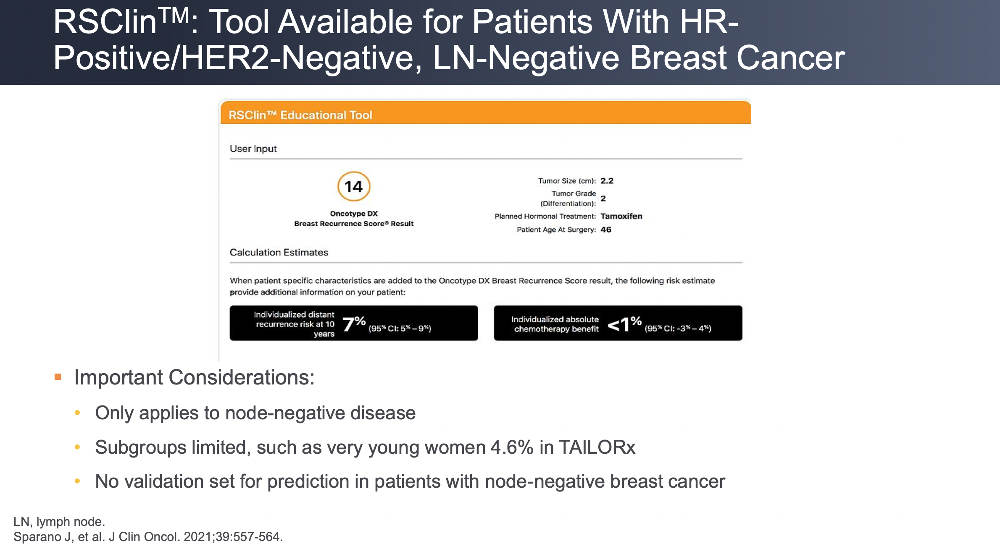 RSClin™: Tool Available for Patients With HR-
Positive/HER2-Negative, LN-Negative Breast Cancer
RSClin™ Educational Tool
User Input
14
Oncotype DX
Breast Recurrence Score® Result
Tumor Size (cm): 2.2
Tumor Grade
(Differentiation): 2
Planned Hormonal Treatment: Tamoxifen
Patient Age At Surgery: 46
Calculation Estimates
When patient specific characteristics are added to the Oncotype DX Breast Recurrence Score result, the following risk estimate
provide additional information on your patient:
Individualized distant
recurrence risk at 10
years
7% (95% CI: 5% – 9%)
Individualized absolute
chemotherapy benefit
<1% (95% CI: -3% – 4%)
Important Considerations:
• Only applies to node-negative disease
• Subgroups limited, such as very young women 4.6% in TAILORx
• No validation set for prediction in patients with node-negative breast cancer
LN, lymph node.
Sparano J, et al. J Clin Oncol. 2021;39:557-564.